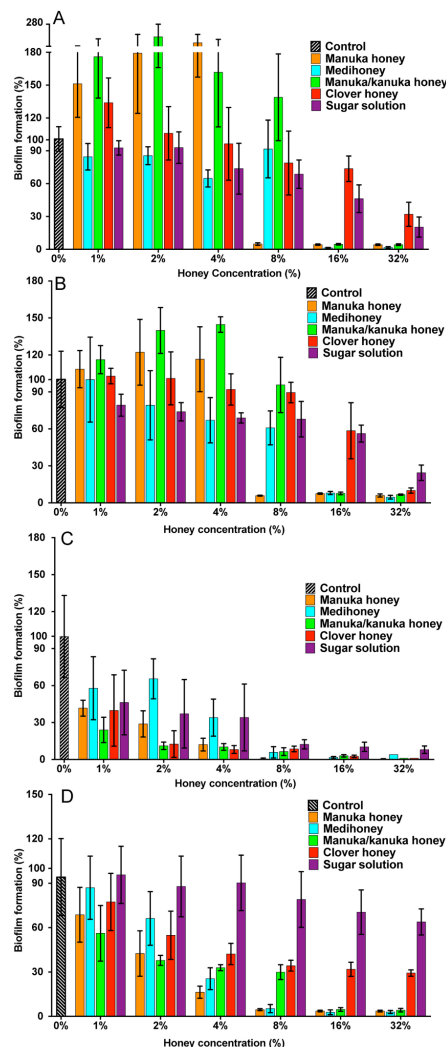 A
280
180
150
100
90
60
30
0
Biofilm formation (%)
Control
Manuka honey
Medihoney
Manuka/kanuka honey
Clover honey
Sugar solution
0% 1% 2% 4% 8% 16% 32%
Honey Concentration (%)
B
180
150
120
100
90
60
30
0
Biofilm formation (%)
Control
Manuka honey
Medihoney
Manuka/kanuka honey
Clover honey
Sugar solution
0% 1% 2% 4% 8% 16% 32%
Honey concentration (%)
C
180
150
120
100
90
60
30
0
Biofilm formation (%)
Control
Manuka honey
Medihoney
Manuka/kanuka honey
Clover honey
Sugar solution
0% 1% 2% 4% 8% 16% 32%
Honey concentration (%)
D
180
150
120
100
90
60
30
0
Biofilm formation (%)
Control
Manuka honey
Medihoney
Manuka/kanuka honey
Clover honey
Sugar solution
0% 1% 2% 4% 8% 16% 32%
Honey concentration (%)